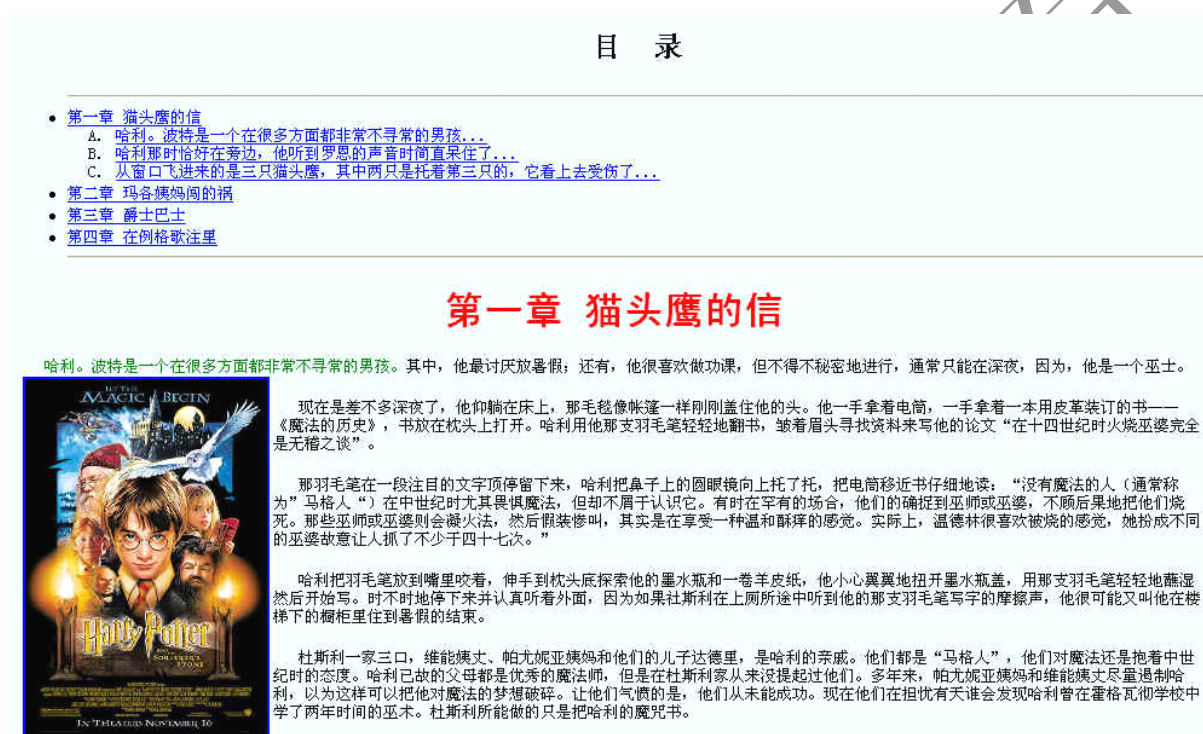 目 录
第一章 猫头鹰的信
A. 哈利。波特是一个在很多方面都非常不寻常的男孩...
B. 哈利那时恰好在旁边，他听到罗恩的声音时简直呆住了...
C. 从窗口飞进来的是三只猫头鹰，其中两只是托着第三只的，它看上去受伤了...
第二章 玛各姨妈闯的祸
第三章 爵士巴士
第四章 在例格歌注里
第一章 猫头鹰的信
哈利。波特是一个在很多方面都非常不寻常的男孩。其中，他最讨厌放暑假；还有，他很喜欢做功课，但不得不秘密地进行，通常只能在深夜，因为，他是一个巫士。
LET THE
MAGIC BEGIN
现在是差不多深夜了，他仰躺在床上，那毛毯像帐篷一样刚刚盖住他的头。他一手拿着电筒，一手拿着一本用皮革装订的书——
《魔法的历史》，书放在枕头上打开。哈利用他那支羽毛笔轻轻地翻书，皱着眉头寻找资料来写他的论文“在十四世纪时火烧巫婆完全
是无稽之谈”。
那羽毛笔在一段注目的文字顶停留下来，哈利把鼻子上的圆眼镜向上托了托，把电筒移近书仔细地读：“没有魔法的人（通常称
为”马格人“）在中世纪时尤其畏惧魔法，但却不屑于认识它。有时在罕有的场合，他们的确捉到巫师或巫婆，不顾后果地把他们烧
死。那些巫师或巫婆则会凝火法，然后假装惨叫，其实是在享受一种温和酥痒的感觉。实际上，温德林很喜欢被烧的感觉，她扮成不同
的巫婆故意让人抓了不少于四十七次。”
哈利把羽毛笔放到嘴里咬着，伸手到枕头底探索他的墨水瓶和一卷羊皮纸，他小心翼翼地扭开墨水瓶盖，用那支羽毛笔轻轻地蘸湿
然后开始写。时不时地停下来并认真听着外面，因为如果社斯利在上厕所途中听到他的那支羽毛笔写字的摩擦声，他很可能又叫他在楼
梯下的橱柜里住到暑假的结束。
杜斯利一家三口，维能姨丈、帕尤妮亚姨妈和他们的儿子达德里，是哈利的亲戚。他们都是“马格人”，他们对魔法还是抱着中世
纪时的态度。哈利已故的父母都是优秀的魔法师，但是在杜斯利家从来没提起过他们。多年来，帕尤妮亚姨妈和维能姨丈尽量遏制哈
利，以为这样可以把他对魔法的梦想破碎。让他们气愤的是，他们从未能成功。现在他们在担忧有天谁会发现哈利曾在霍格瓦彻学校中
学了两年时间的巫术。杜斯利所能做的只是把哈利的魔咒书。
Harry Potter
AND THE
SORCERER'S
STONE
IN THEATERS NOVEMBER 16